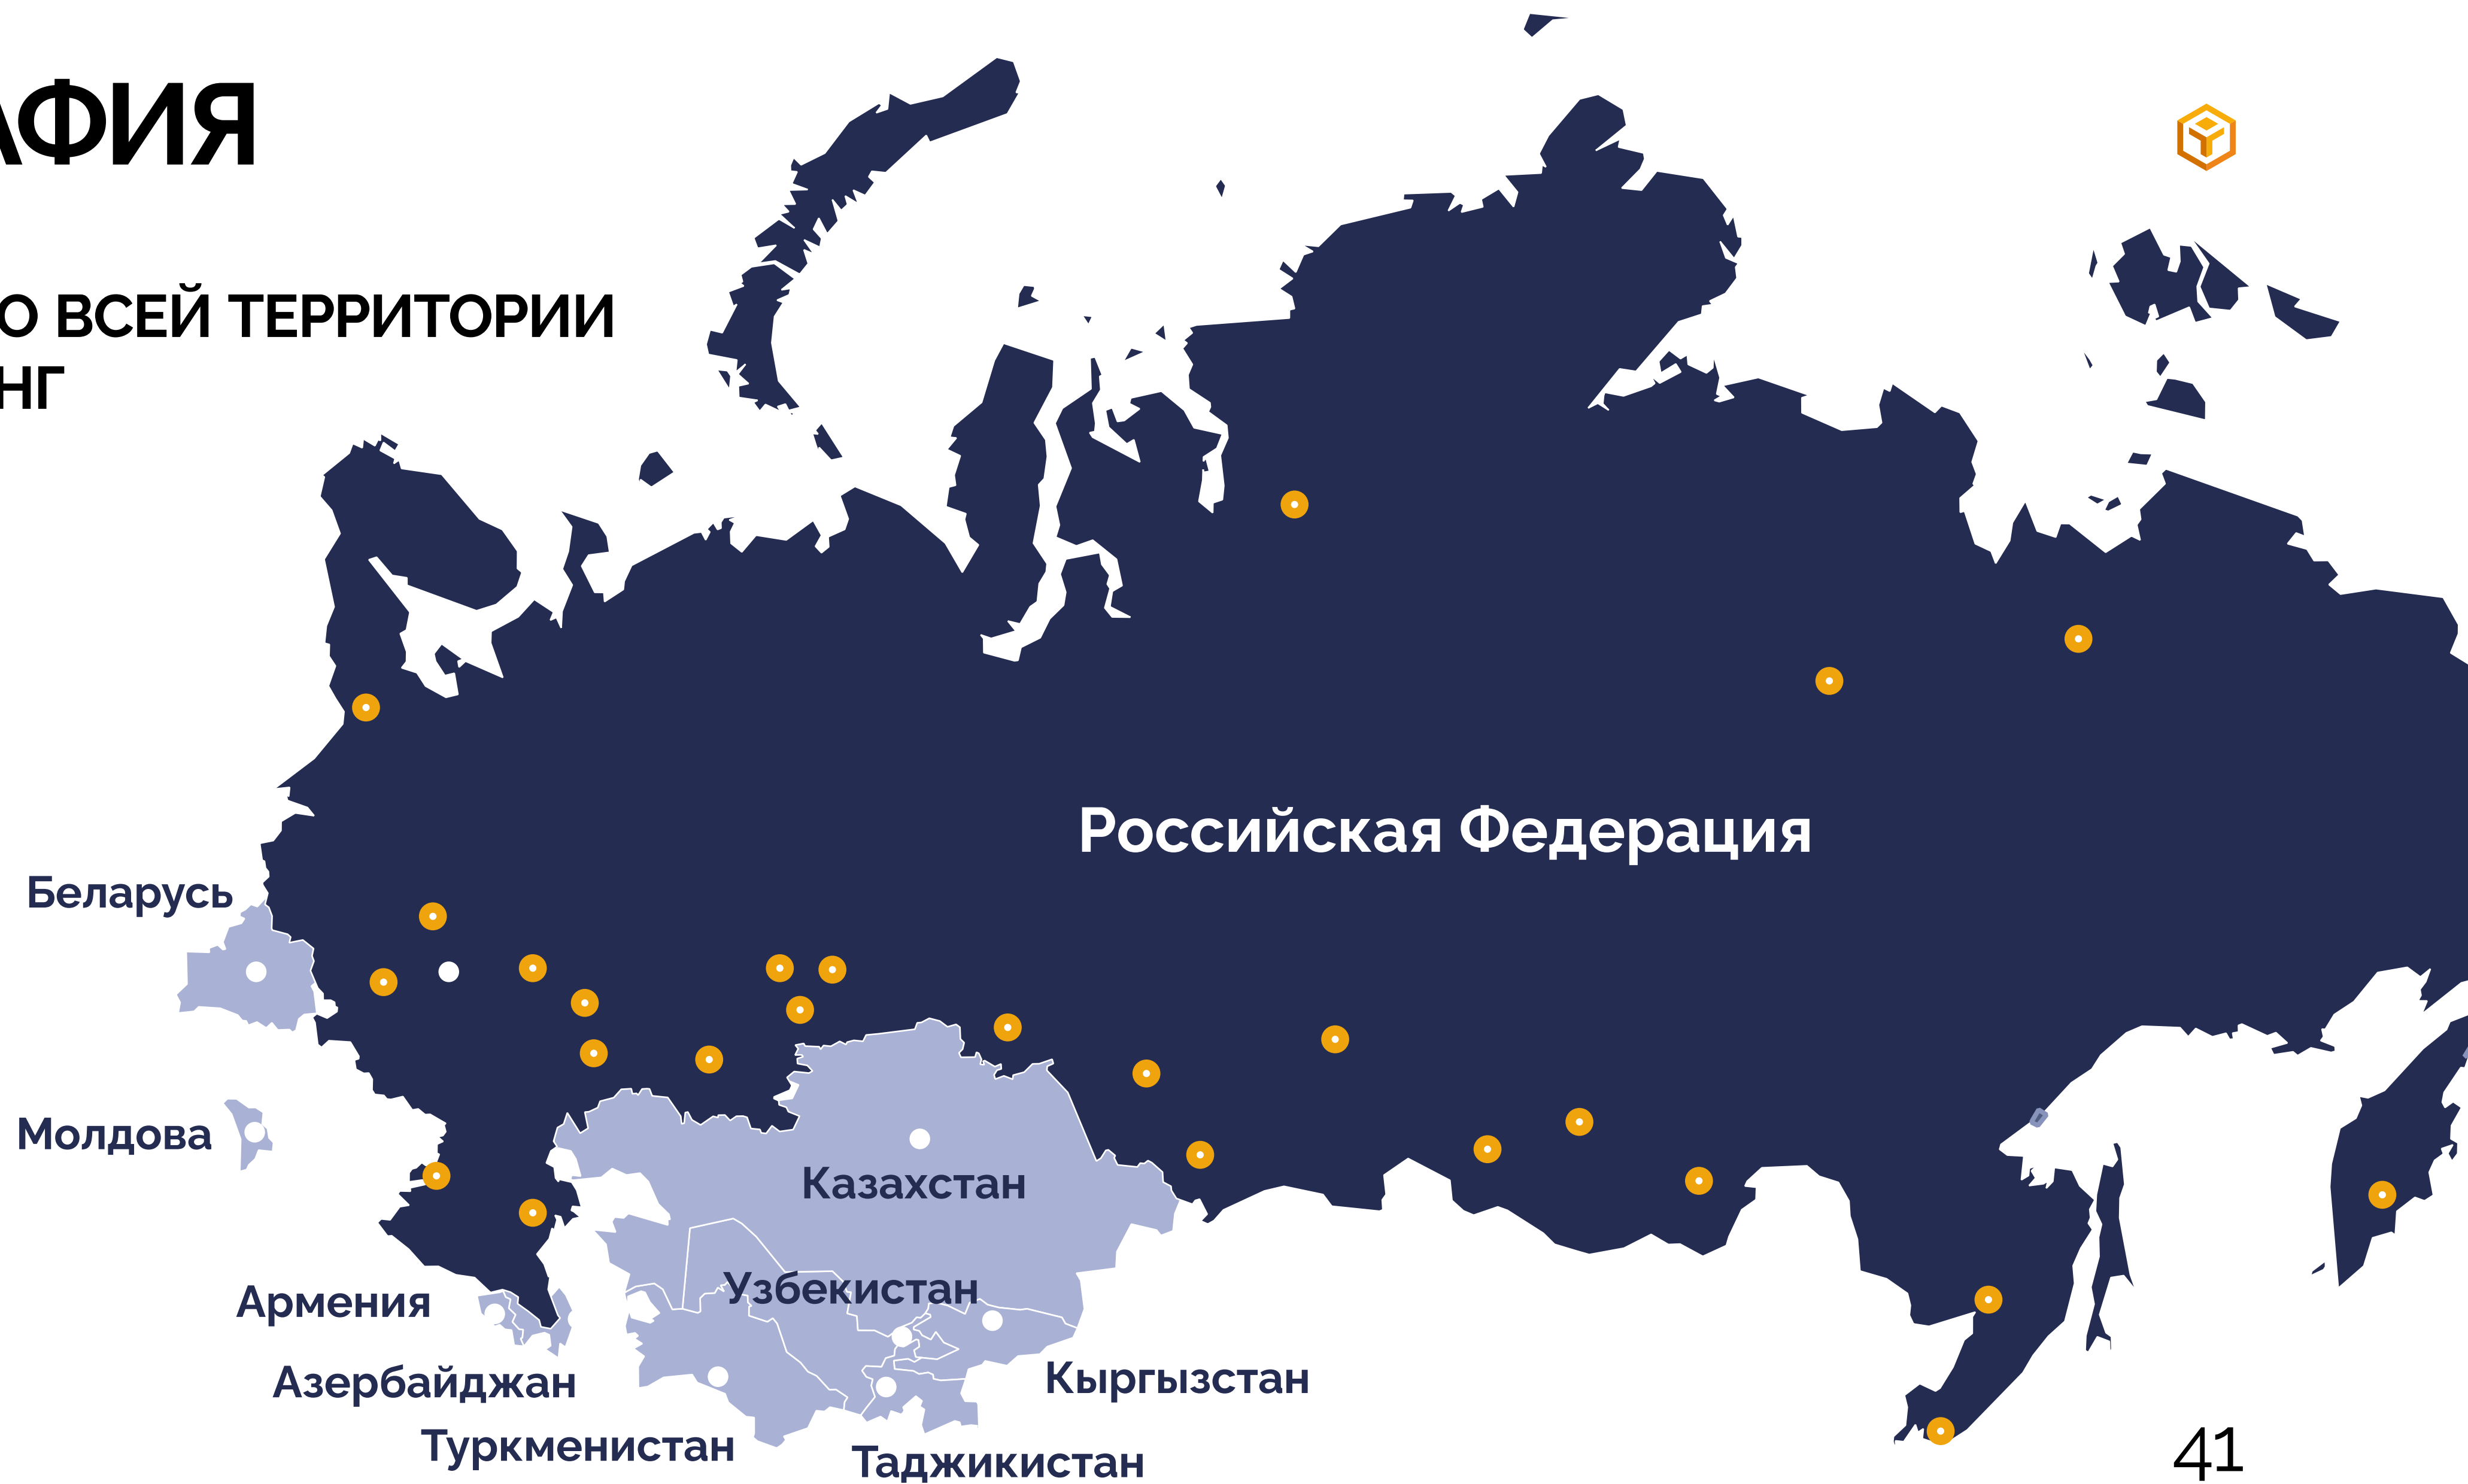 АФИЯ
О ВСЕЙ ТЕРРИТОРИИ
НГ
Российская Федерация
Беларусь
Молдова
Казахстан
Узбекистан
Армения
Азербайджан
Кыргызстан
Туркменистан
Таджикистан
41